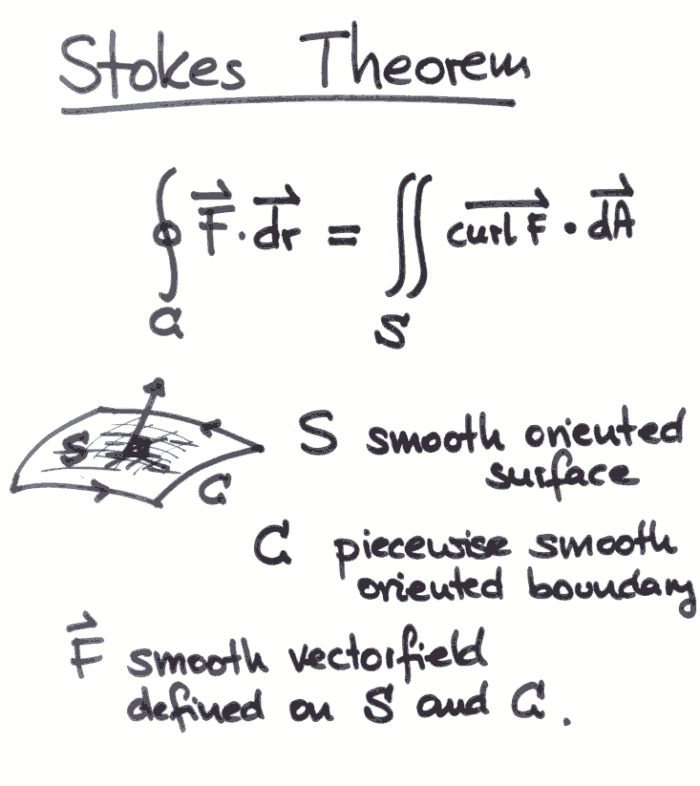 Stokes Theorem
∮ F⃗ · dr⃗ = ∬ curl F⃗ · dA⃗
C S
S C
S smooth oriented
surface
C piecewise smooth
oriented boundary
F⃗ smooth vectorfield
defined on S and C.